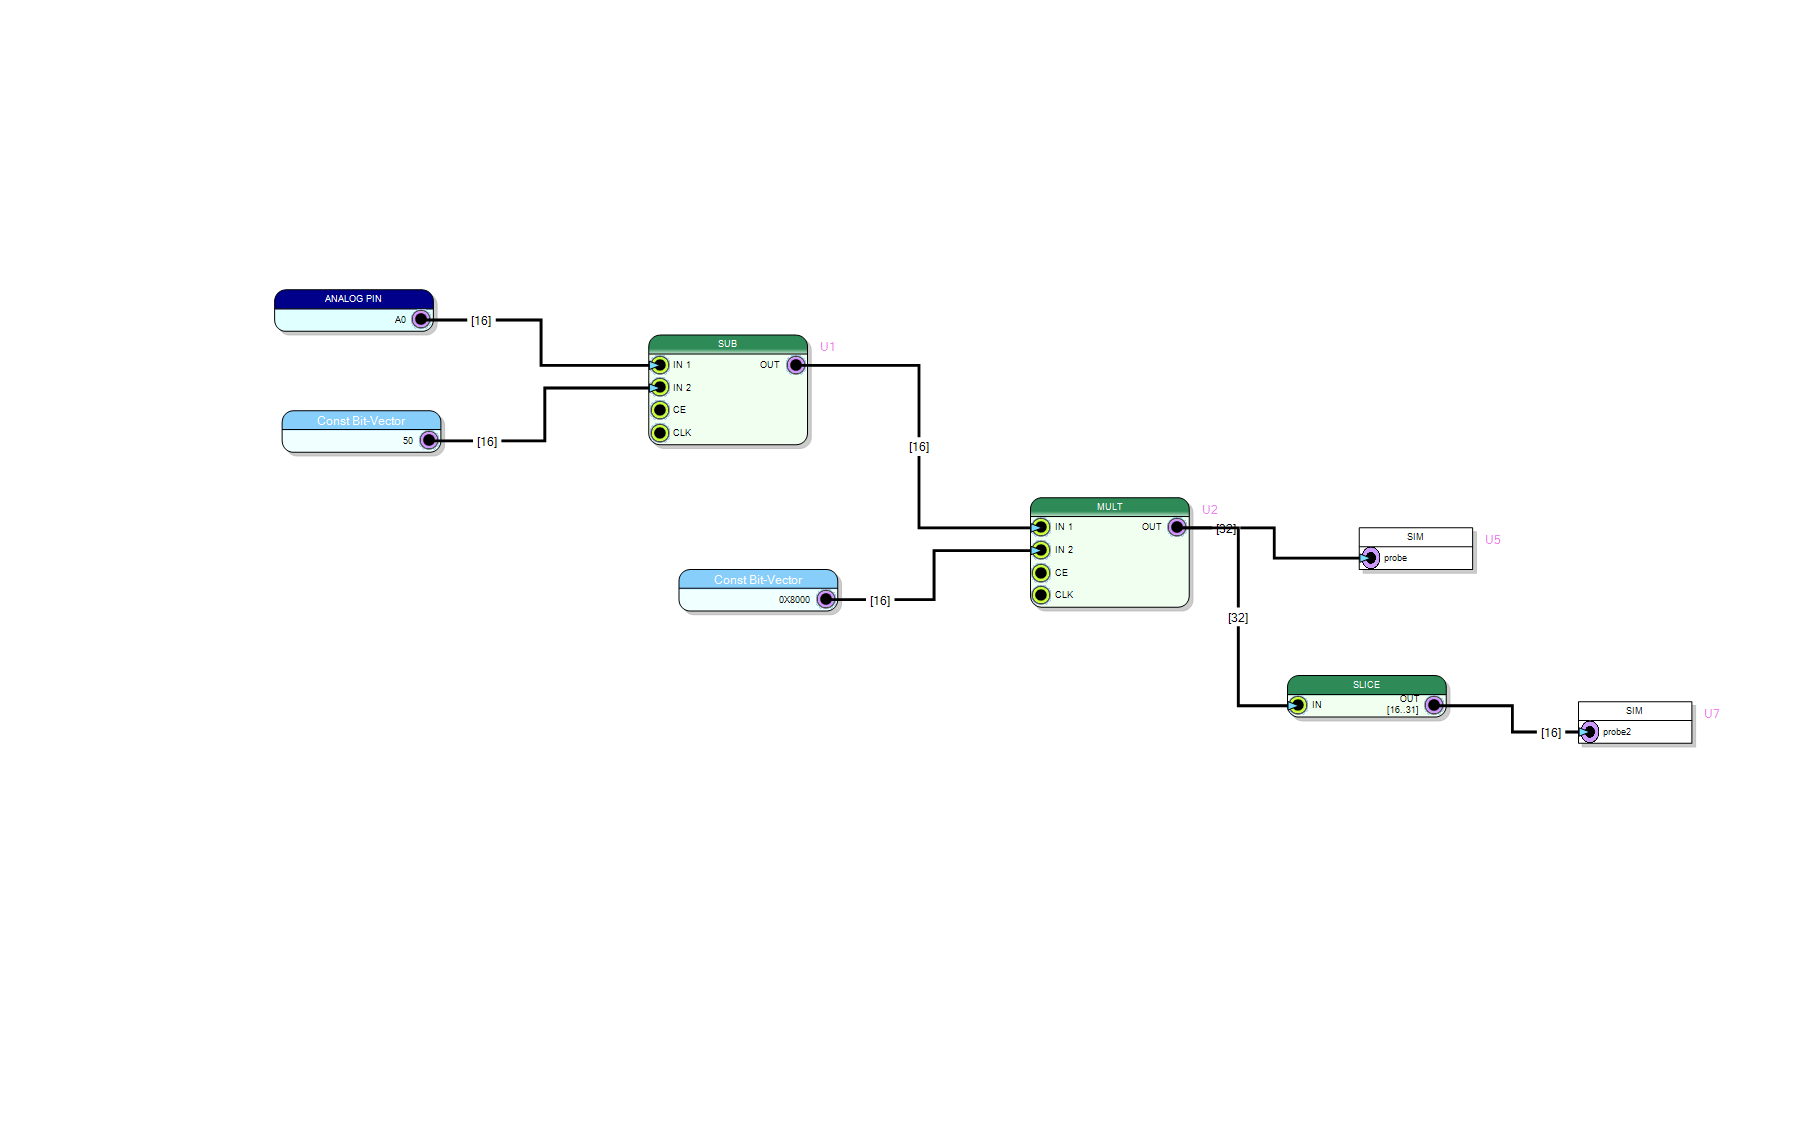 ANALOG PIN
A0
[16]
Const Bit-Vector
50
[16]
SUB
U1
IN 1
OUT
IN 2
CE
CLK
[16]
Const Bit-Vector
0X8000
[16]
MULT
U2
IN 1
OUT
IN 2
CE
CLK
[32]
[32]
SIM
U5
probe
SLICE
IN
OUT
[16..31]
[16]
SIM
U7
probe2